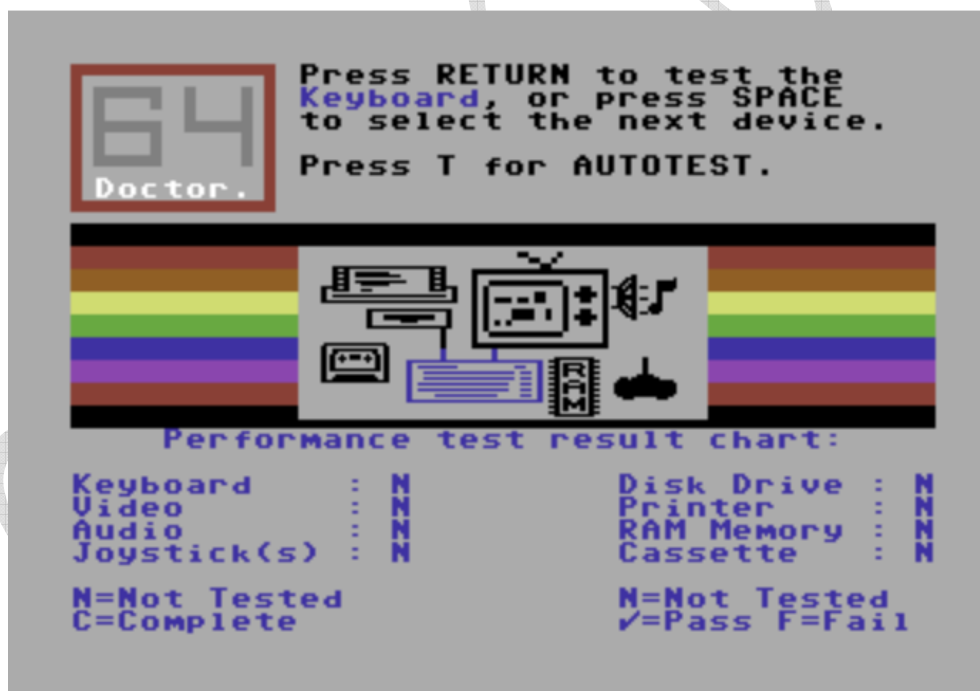 64
Doctor.
Press RETURN to test the
Keyboard, or press SPACE
to select the next device.
Press T for AUTOTEST.
RAM
Performance test result chart:
Keyboard : N
Video : N
Audio : N
Joystick(s) : N
N=Not Tested
C=Complete
Disk Drive : N
Printer : N
RAM Memory : N
Cassette : N
N=Not Tested
✓=Pass F=Fail